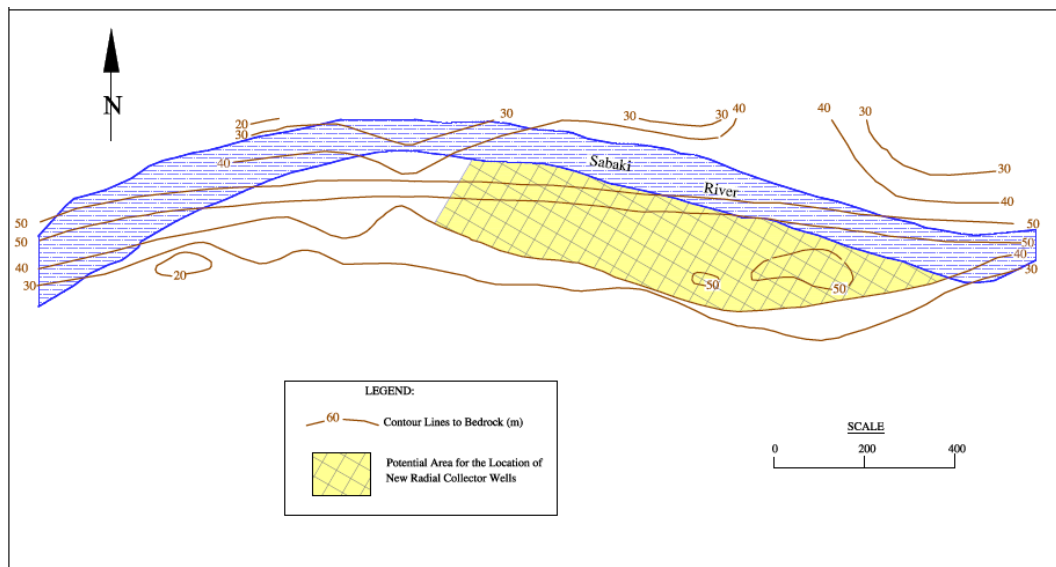 N
20
30
40
30
30
30
40
40
30
30
40
50
50
50
40
30
50
40
30
20
50
50
Sabaki
River
LEGEND:
60
Contour Lines to Bedrock (m)
Potential Area for the Location of
New Radial Collector Wells
SCALE
0 200 400